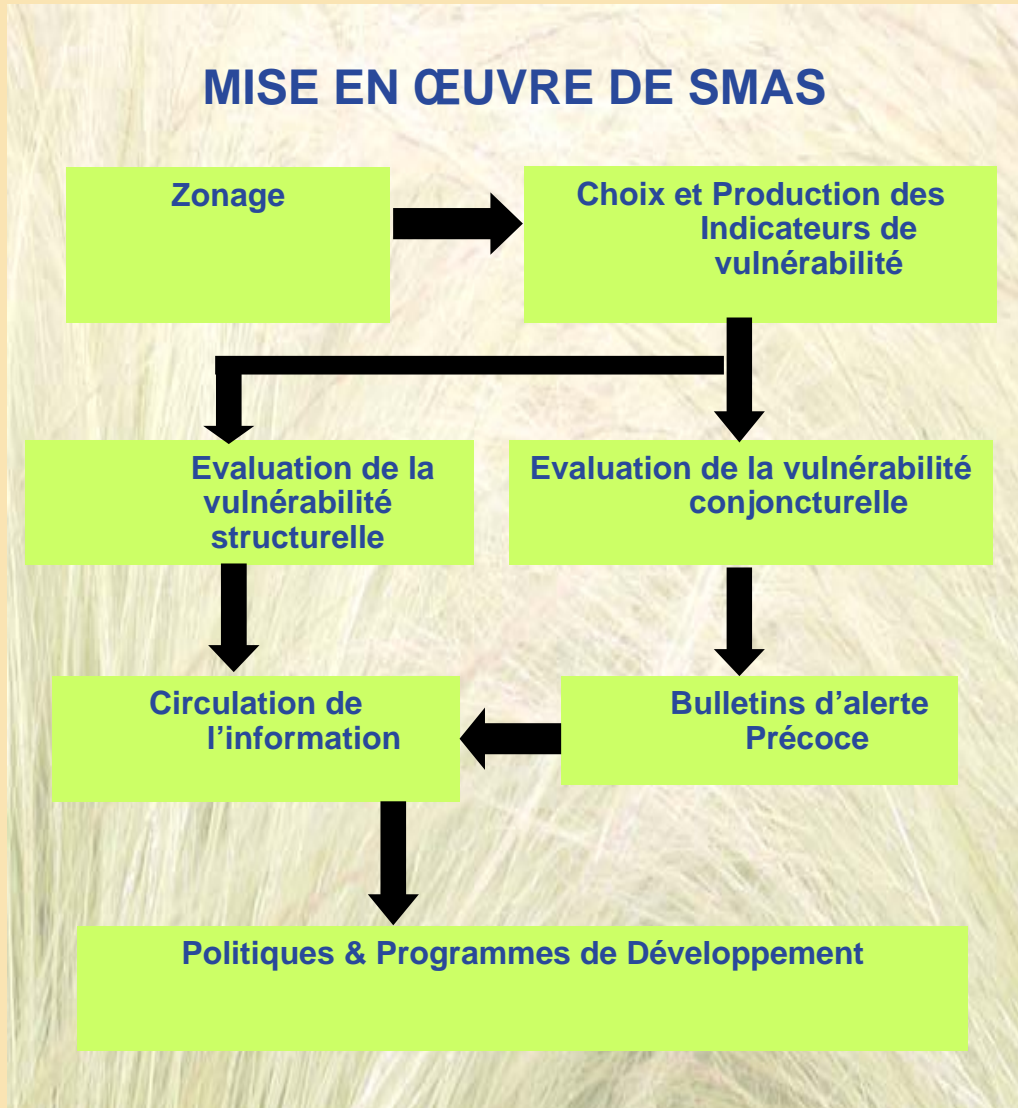 MISE EN ŒUVRE DE SMAS
Zonage
Choix et Production des
Indicateurs de
vulnérabilité
Evaluation de la
vulnérabilité
structurelle
Evaluation de la vulnérabilité
conjoncturelle
Circulation de
l’information
Bulletins d’alerte
Précoce
Politiques & Programmes de Développement